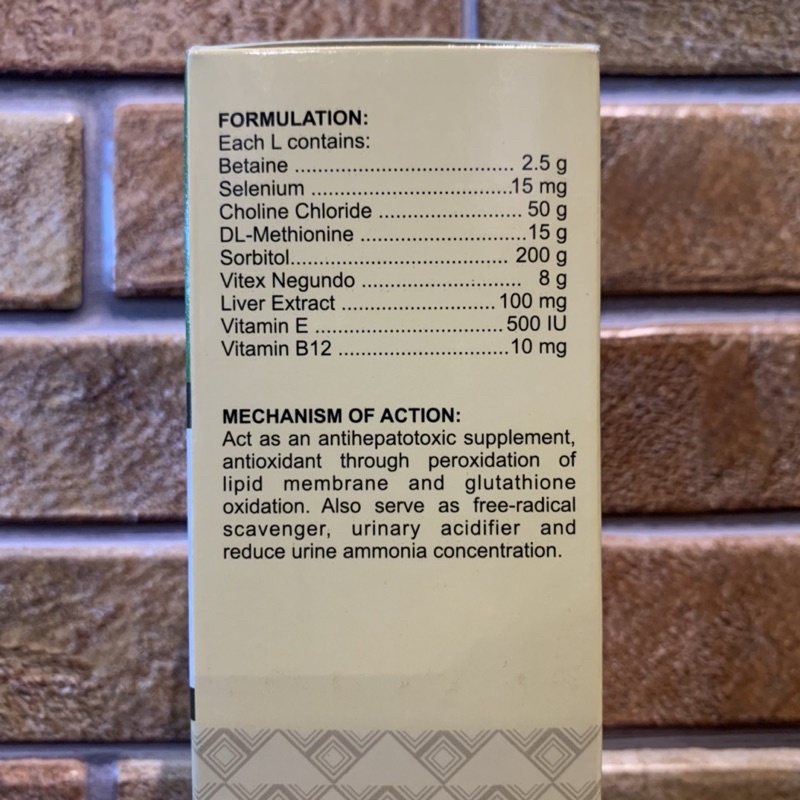 FORMULATION:
Each L contains:
Betaine ...................................... 2.5 g
Selenium ...................................15 mg
Choline Chloride ......................... 50 g
DL-Methionine .............................15 g
Sorbitol...................................... 200 g
Vitex Negundo ............................ 8 g
Liver Extract ........................... 100 mg
Vitamin E ................................. 500 IU
Vitamin B12 ..............................10 mg
MECHANISM OF ACTION:
Act as an antihepatotoxic supplement,
antioxidant through peroxidation of
lipid membrane and glutathione
oxidation. Also serve as free-radical
scavenger, urinary acidifier and
reduce urine ammonia concentration.